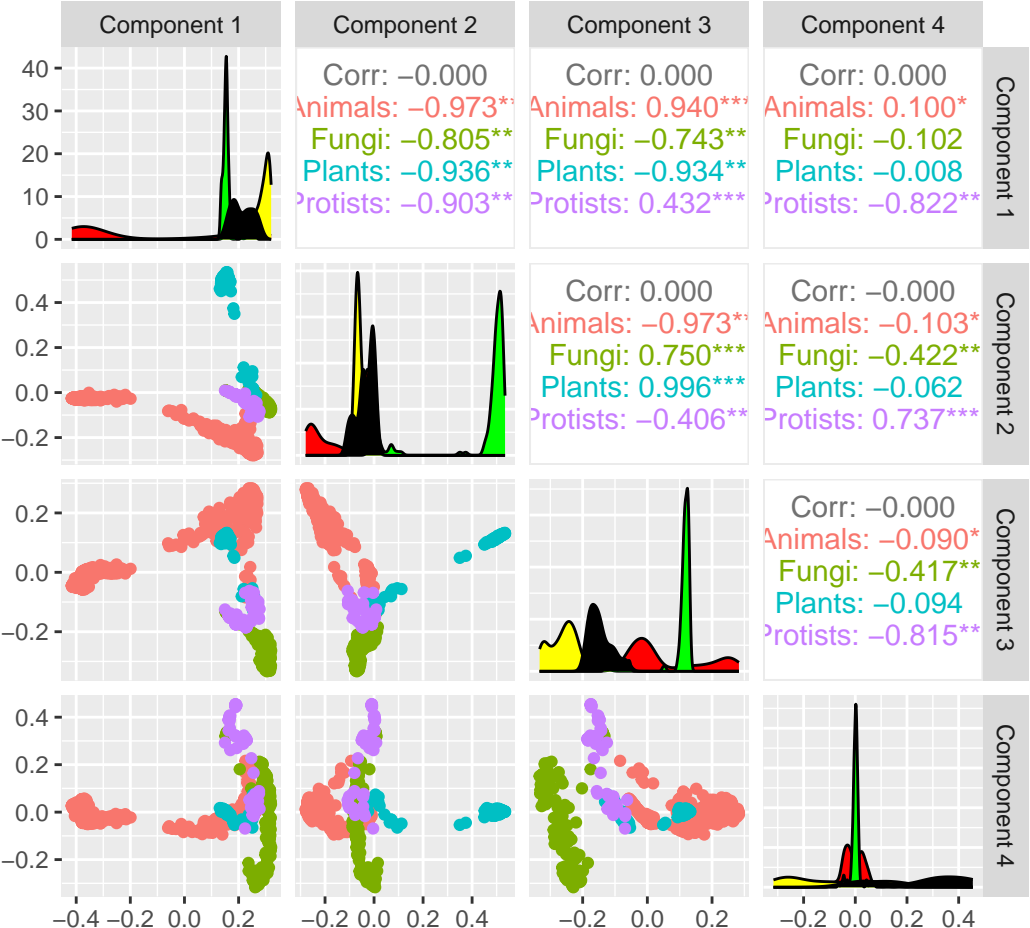 Component 1
Component 2
Component 3
Component 4
40
30
20
10
0
Corr: −0.000
Animals: −0.973**
Fungi: −0.805**
Plants: −0.936**
Protists: −0.903**
Corr: 0.000
Animals: 0.940***
Fungi: −0.743**
Plants: −0.934**
Protists: 0.432***
Corr: 0.000
Animals: 0.100*
Fungi: −0.102
Plants: −0.008
Protists: −0.822**
Component 1
0.4
0.2
0.0
−0.2
Corr: 0.000
Animals: −0.973**
Fungi: 0.750***
Plants: 0.996***
Protists: −0.406**
Corr: −0.000
Animals: −0.103*
Fungi: −0.422**
Plants: −0.062
Protists: 0.737***
Component 2
0.2
0.0
−0.2
Corr: −0.000
Animals: −0.090*
Fungi: −0.417**
Plants: −0.094
Protists: −0.815**
Component 3
0.4
0.2
0.0
−0.2
Component 4
−0.4 −0.2 0.0 0.2
−0.2 0.0 0.2 0.4
−0.2 0.0 0.2
−0.2 0.0 0.2 0.4